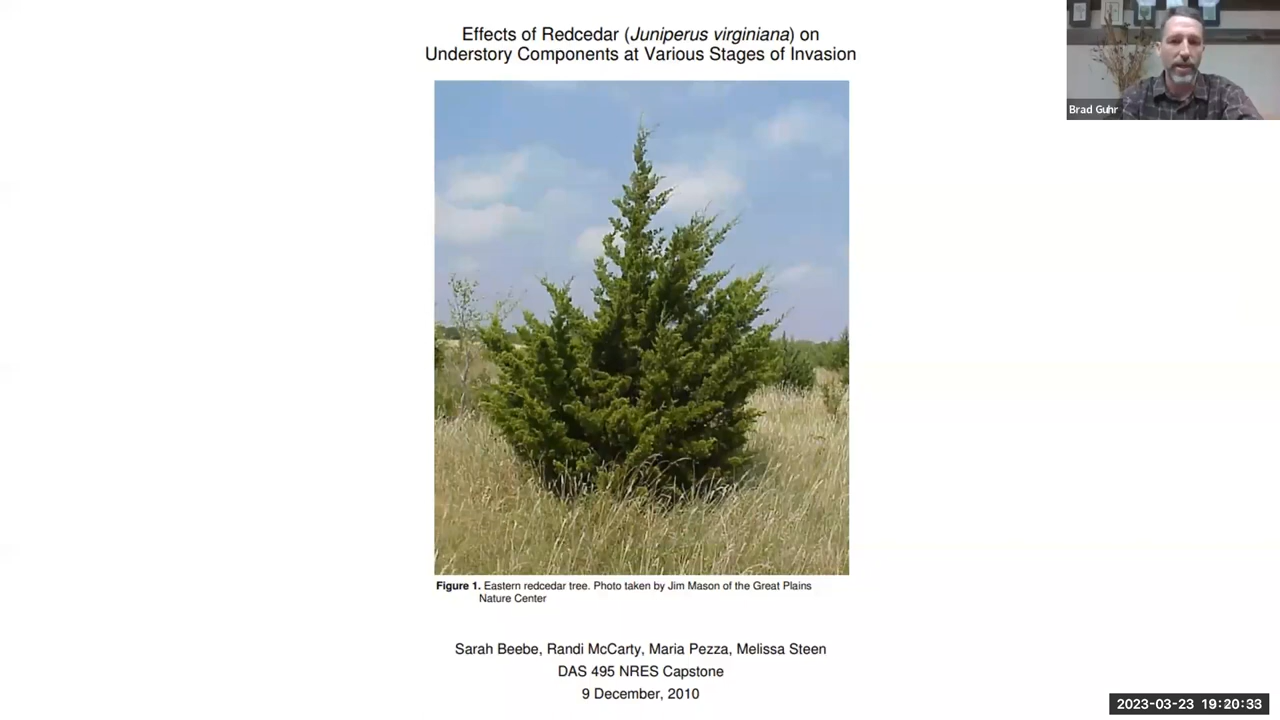 Effects of Redcedar (Juniperus virginiana) on
Understory Components at Various Stages of Invasion
Brad Guhr
Figure 1. Eastern redcedar tree. Photo taken by Jim Mason of the Great Plains
Nature Center
Sarah Beebe, Randi McCarty, Maria Pezza, Melissa Steen
DAS 495 NRES Capstone
9 December, 2010
2023-03-23 19:20:33